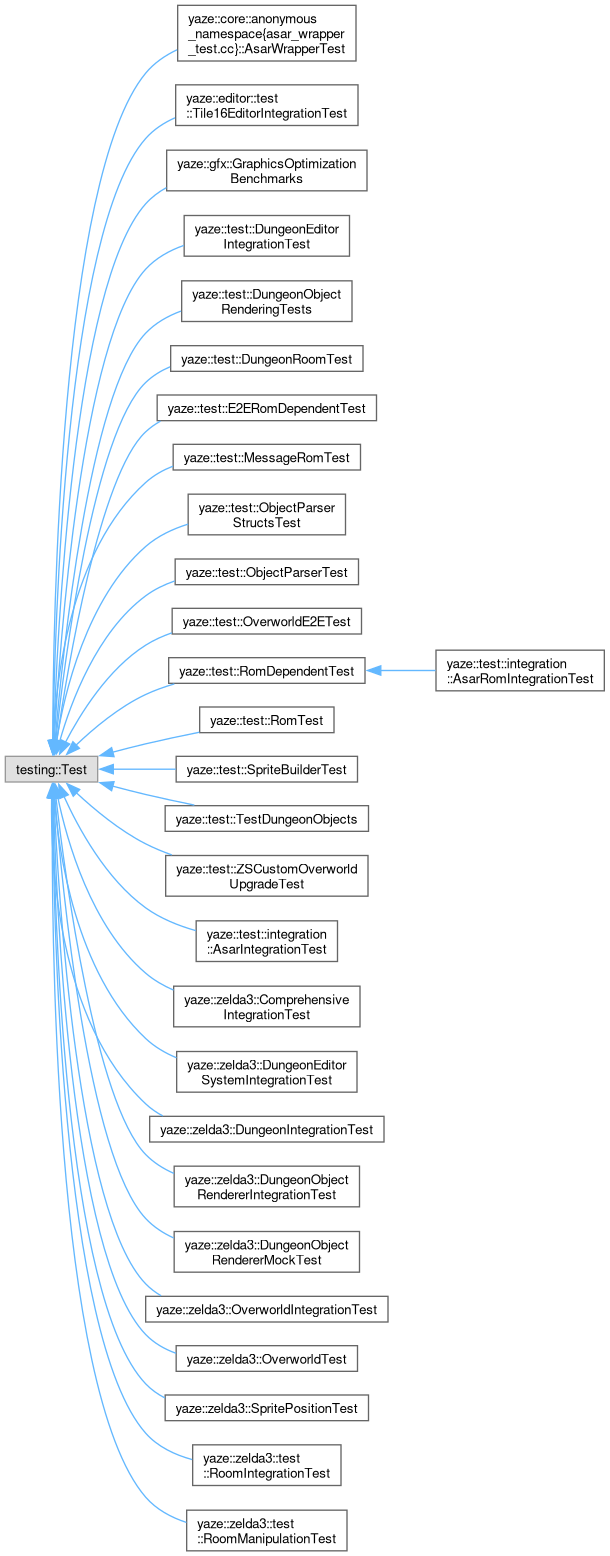 yaze::core::anonymous
_namespace{asar_wrapper
_test.cc}::AsarWrapperTest
yaze::editor::test
::Tile16EditorIntegrationTest
yaze::gfx::GraphicsOptimization
Benchmarks
yaze::test::DungeonEditor
IntegrationTest
yaze::test::DungeonObject
RenderingTests
yaze::test::DungeonRoomTest
yaze::test::E2ERomDependentTest
yaze::test::MessageRomTest
yaze::test::ObjectParser
StructsTest
yaze::test::ObjectParserTest
yaze::test::OverworldE2ETest
yaze::test::RomDependentTest
yaze::test::integration
::AsarRomIntegrationTest
yaze::test::RomTest
testing::Test
yaze::test::SpriteBuilderTest
yaze::test::TestDungeonObjects
yaze::test::ZSCustomOverworld
UpgradeTest
yaze::test::integration
::AsarIntegrationTest
yaze::zelda3::Comprehensive
IntegrationTest
yaze::zelda3::DungeonEditor
SystemIntegrationTest
yaze::zelda3::DungeonIntegrationTest
yaze::zelda3::DungeonObject
RendererIntegrationTest
yaze::zelda3::DungeonObject
RendererMockTest
yaze::zelda3::OverworldIntegrationTest
yaze::zelda3::OverworldTest
yaze::zelda3::SpritePositionTest
yaze::zelda3::test
::RoomIntegrationTest
yaze::zelda3::test
::RoomManipulationTest